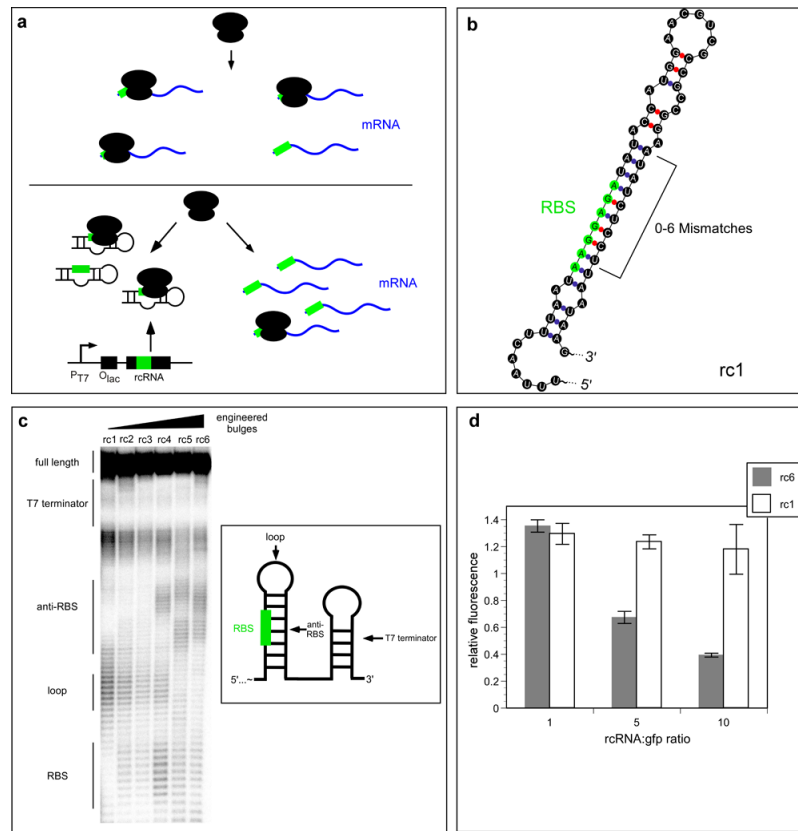 a
mRNA
mRNA
PT7
Olac
rcRNA
b
RBS
0-6 Mismatches
3'
5'
rc1
c
engineered
bulges
rc1 rc2 rc3 rc4 rc5 rc6
full length
T7 terminator
anti-RBS
loop
RBS
loop
RBS
anti-
RBS
T7 terminator
5'...~
3'
d
rc6
rc1
relative fluorescence
1.4
1.2
1
0.8
0.6
0.4
0.2
0
1 5 10
rcRNA:gfp ratio